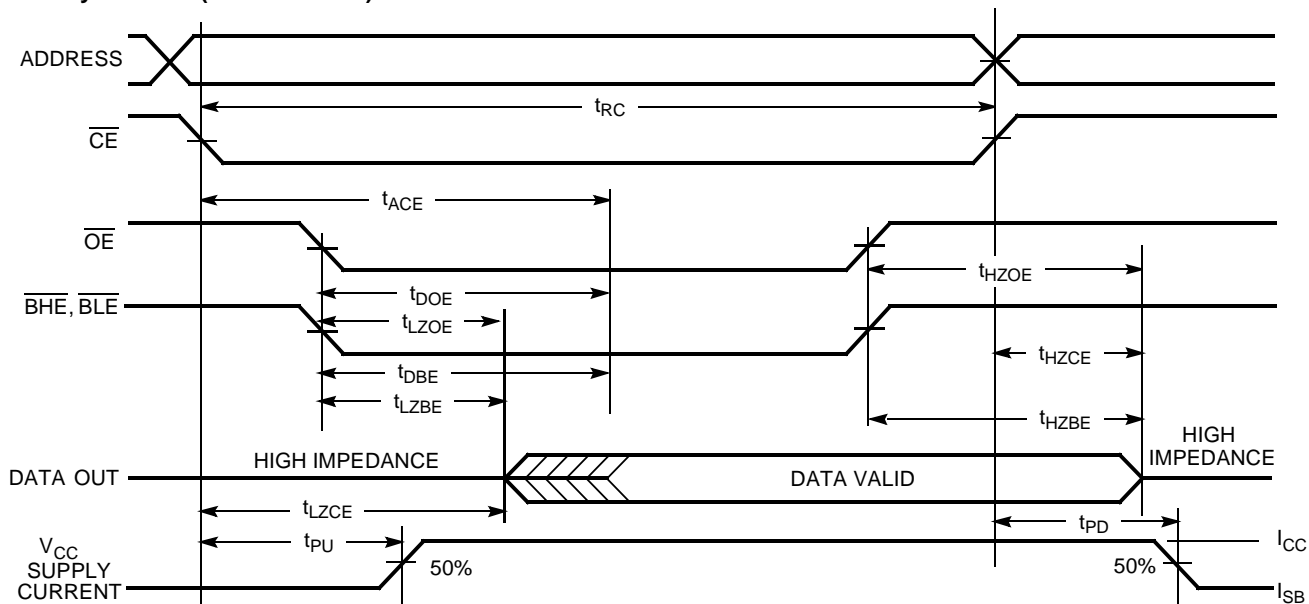 ADDRESS
tRC
CE
tACE
OE
tHZOE
tDOE
BHE, BLE
tLZOE
tHZCE
tDBE
tLZBE
tHZBE
HIGH
IMPEDANCE
HIGH IMPEDANCE
DATA OUT
DATA VALID
tLZCE
tPD
VCC
SUPPLY
CURRENT
tPU
50%
50%
ICC
ISB